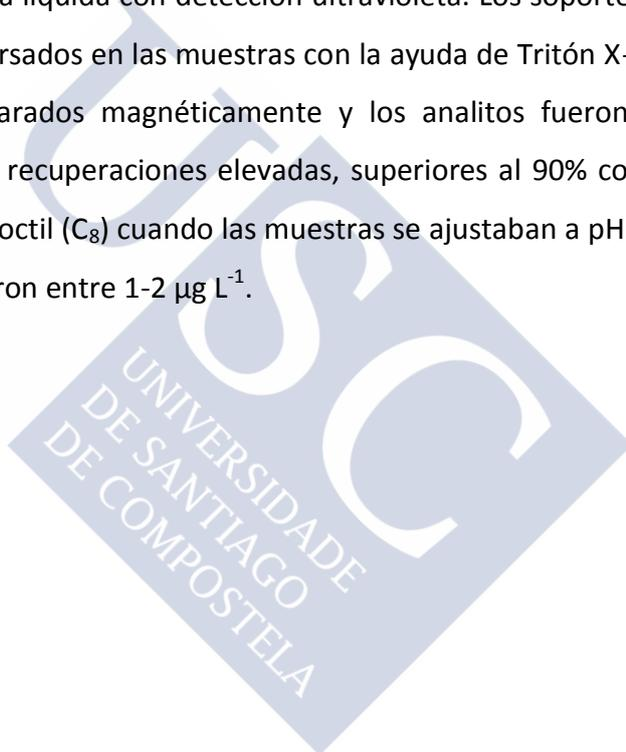 a líquida con detección ultravioleta. Los soporte
ersados en las muestras con la ayuda de Tritón X-
arados magnéticamente y los analitos fueron
recuperaciones elevadas, superiores al 90% co
octil (C₈) cuando las muestras se ajustaban a pH
ron entre 1-2 µg L⁻¹.
USC
UNIVERSIDADE
DE SANTIAGO
DE COMPOSTELA